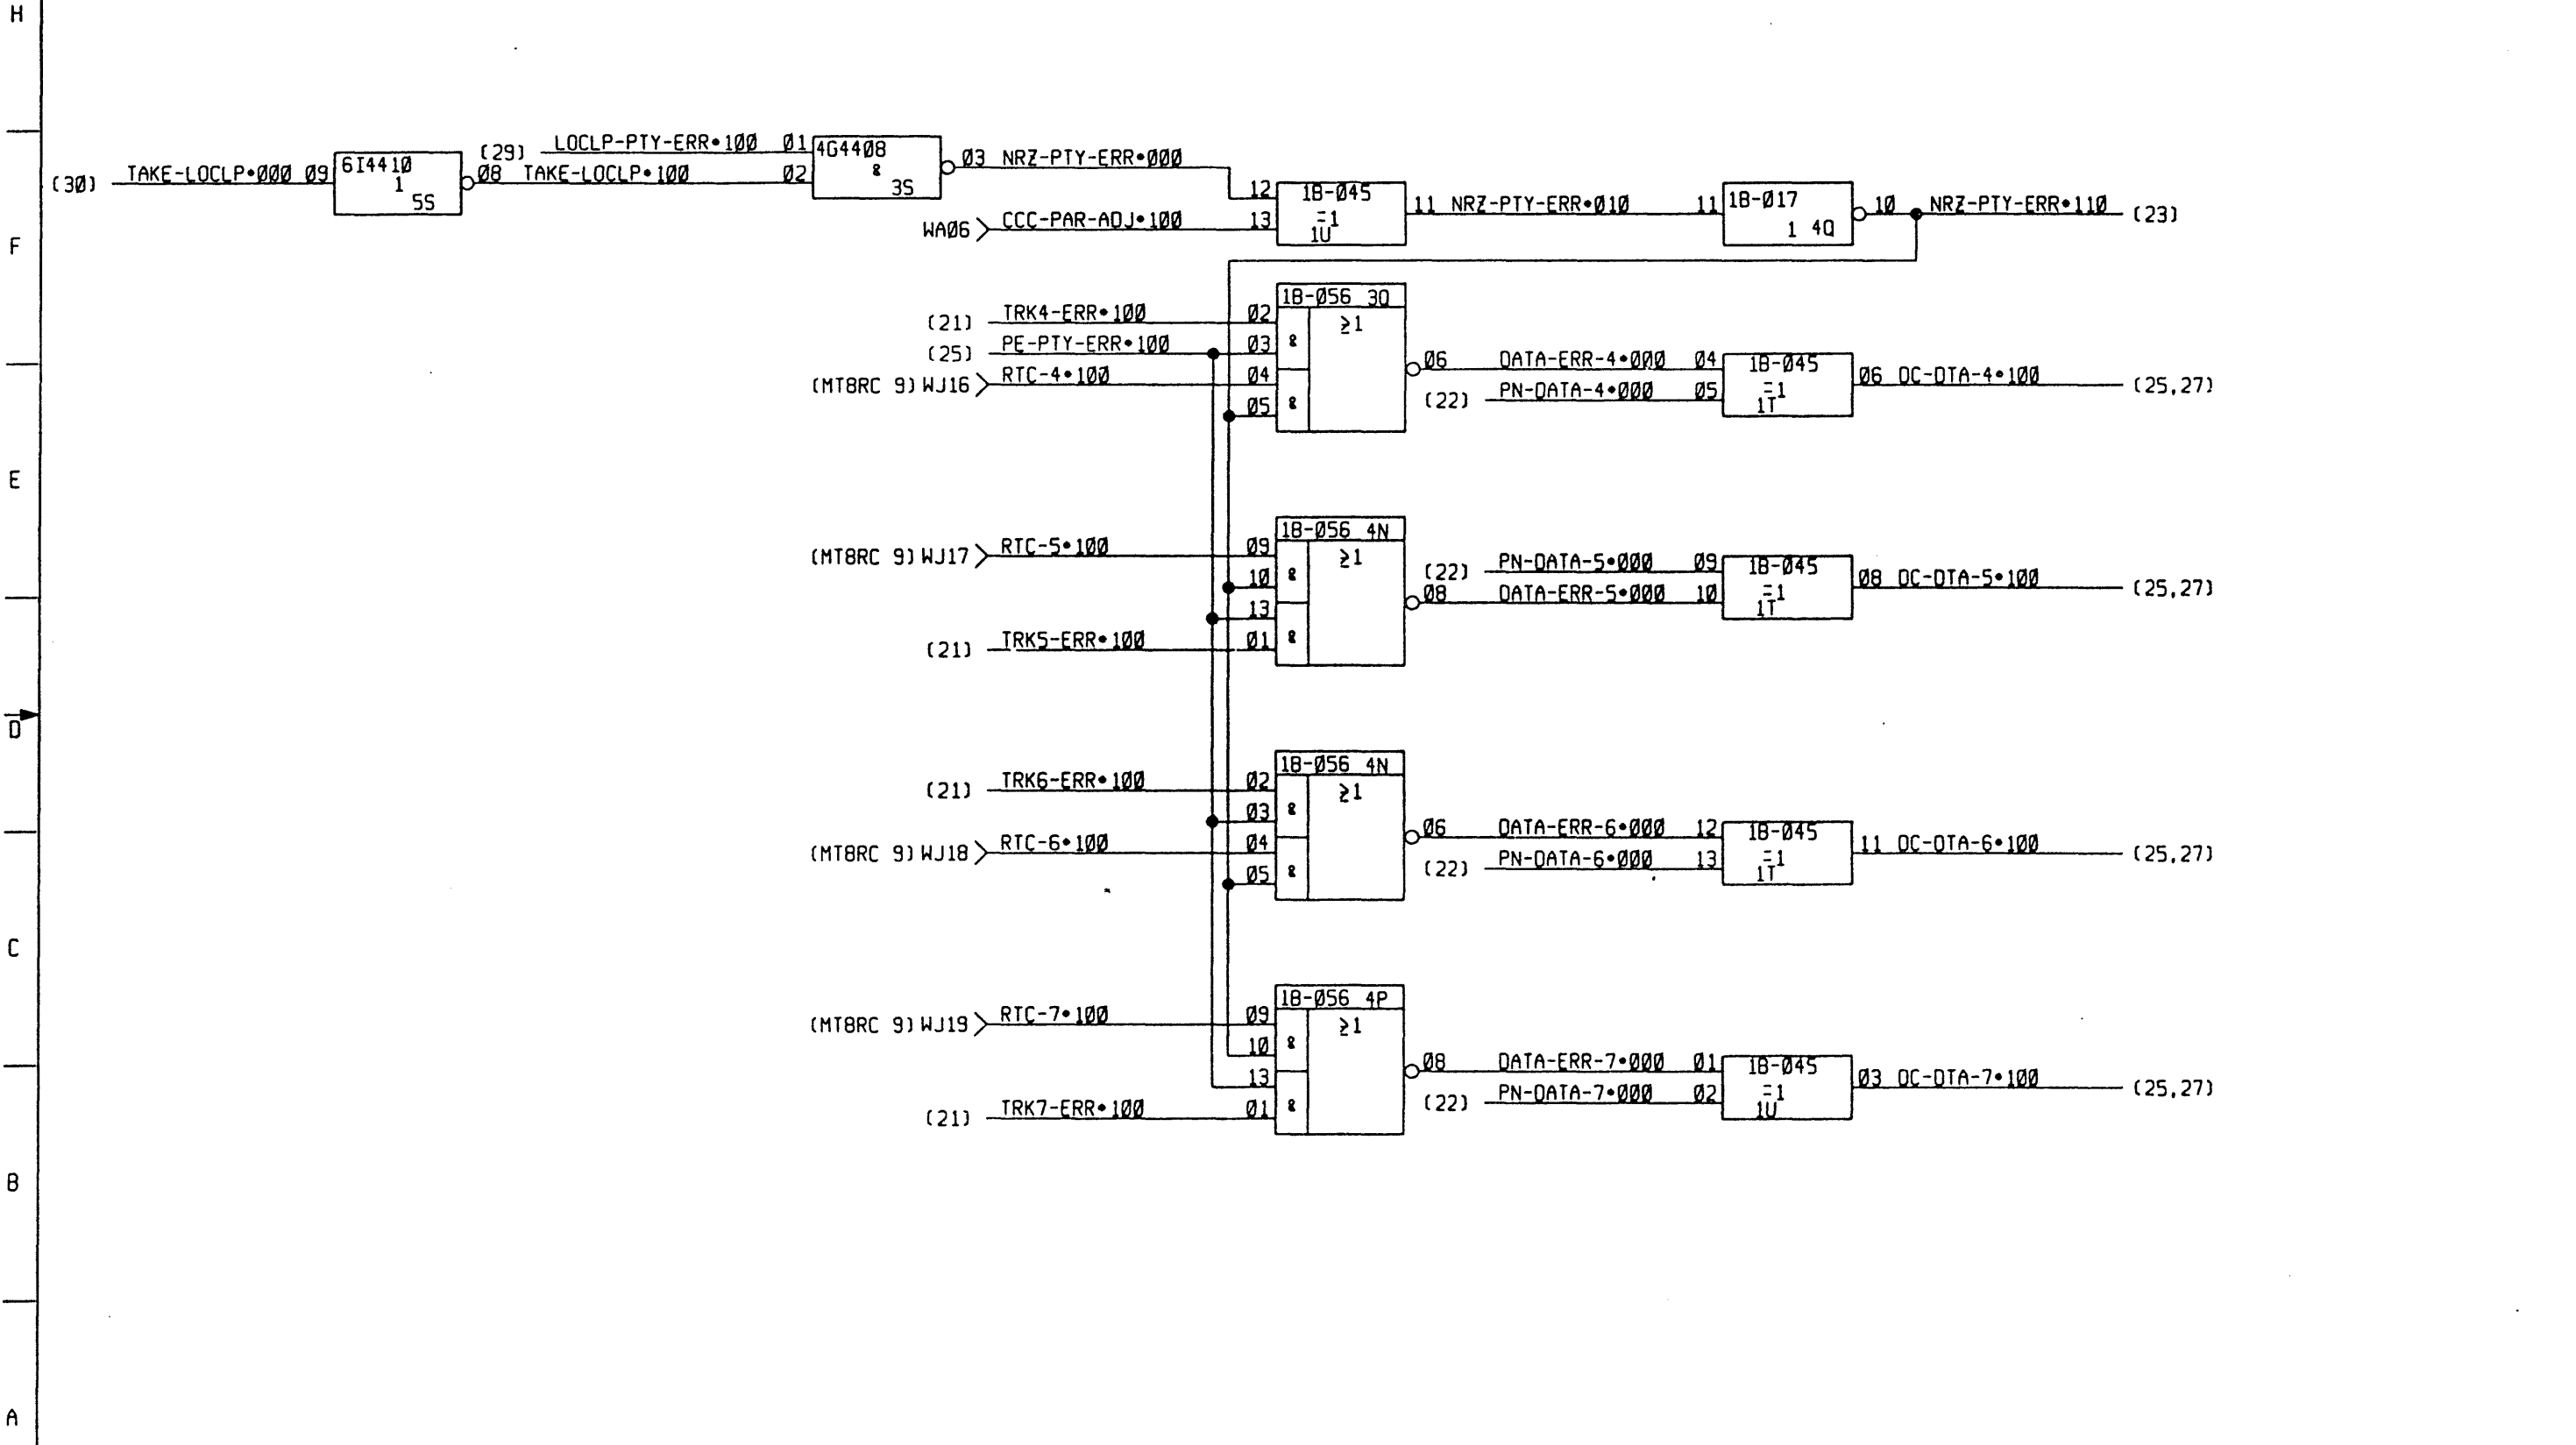 H
LOCLP-PTY-ERR•100 01 4G4408
(29)
& 3S
03 NRZ-PTY-ERR•000
(30) TAKE-LOCLP•000 09 6I4410
1
5S
08 TAKE-LOCLP•100 02
12 1B-045
=1
1U
WA06 CCC-PAR-ADJ•100 13
11 NRZ-PTY-ERR•010 11 1B-017
1 4Q
10 NRZ-PTY-ERR•110 (23)
F
1B-056 3Q
(21) TRK4-ERR•100 02 ≥1
(25) PE-PTY-ERR•100 03 &
06 DATA-ERR-4•000 04 1B-045
(MT8RC 9) WJ16 RTC-4•100 04
06 DC-DTA-4•100 (25,27)
(22) PN-DATA-4•000 05 =1
1T
05 &
E
1B-056 4N
(MT8RC 9) WJ17 RTC-5•100 09 ≥1
(22) PN-DATA-5•000 09 1B-045
10 &
08 DC-DTA-5•100 (25,27)
08 DATA-ERR-5•000 10 =1
1T
13
(21) TRK5-ERR•100 01 &
D
1B-056 4N
(21) TRK6-ERR•100 02 ≥1
03 &
06 DATA-ERR-6•000 12 1B-045
(MT8RC 9) WJ18 RTC-6•100 04
11 DC-DTA-6•100 (25,27)
(22) PN-DATA-6•000 13 =1
1T
05 &
C
1B-056 4P
(MT8RC 9) WJ19 RTC-7•100 09 ≥1
10 &
08 DATA-ERR-7•000 01 1B-045
13
03 DC-DTA-7•100 (25,27)
(22) PN-DATA-7•000 02 =1
1U
(21) TRK7-ERR•100 01 &
B
A